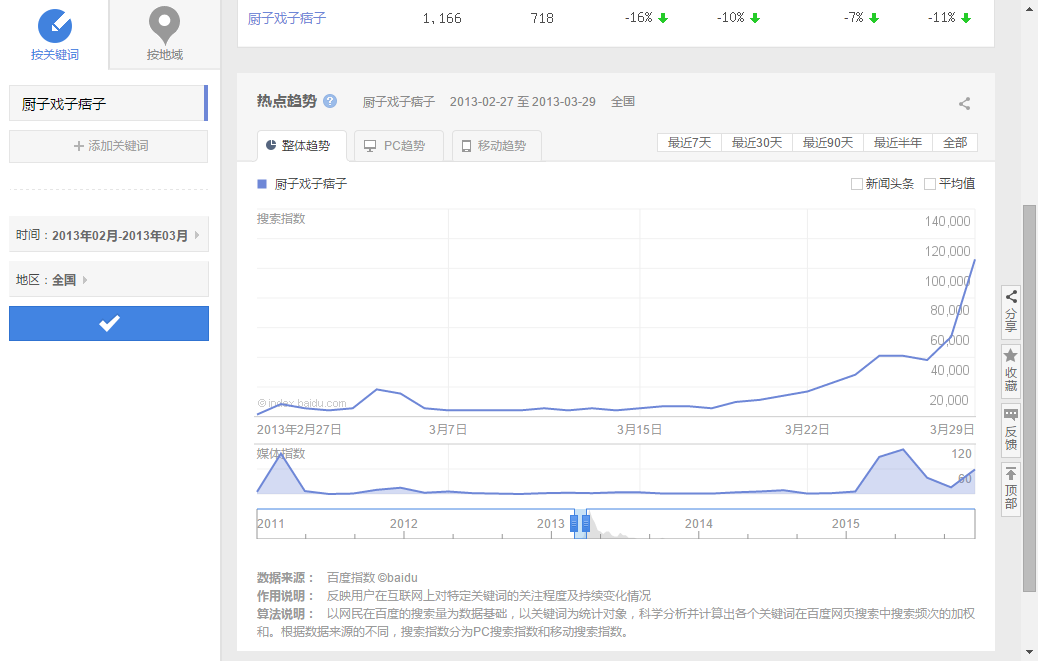 按关键词
按地域
厨子戏子痞子
添加关键词
时间：2013年02月-2013年03月
地区：全国
厨子戏子痞子 1,166 718 -16% -10% -7% -11%
热点趋势 ? 厨子戏子痞子 2013-02-27 至 2013-03-29 全国
整体趋势 PC趋势 移动趋势 最近7天 最近30天 最近90天 最近半年 全部
厨子戏子痞子 新闻头条 平均值
搜索指数
140,000
120,000
100,000
80,000
60,000
40,000
20,000
© index.baidu.com
2013年2月27日 3月7日 3月15日 3月22日 3月29日
媒体指数
120
60
2011 2012 2013 2014 2015
数据来源： 百度指数 ©baidu
作用说明： 反映用户在互联网上对特定关键词的关注程度及持续变化情况
算法说明： 以网民在百度的搜索量为数据基础，以关键词为统计对象，科学分析并计算出各个关键词在百度网页搜索中搜索频次的加权
和。根据数据来源的不同，搜索指数分为PC搜索指数和移动搜索指数。
分享
收藏
反馈
顶部